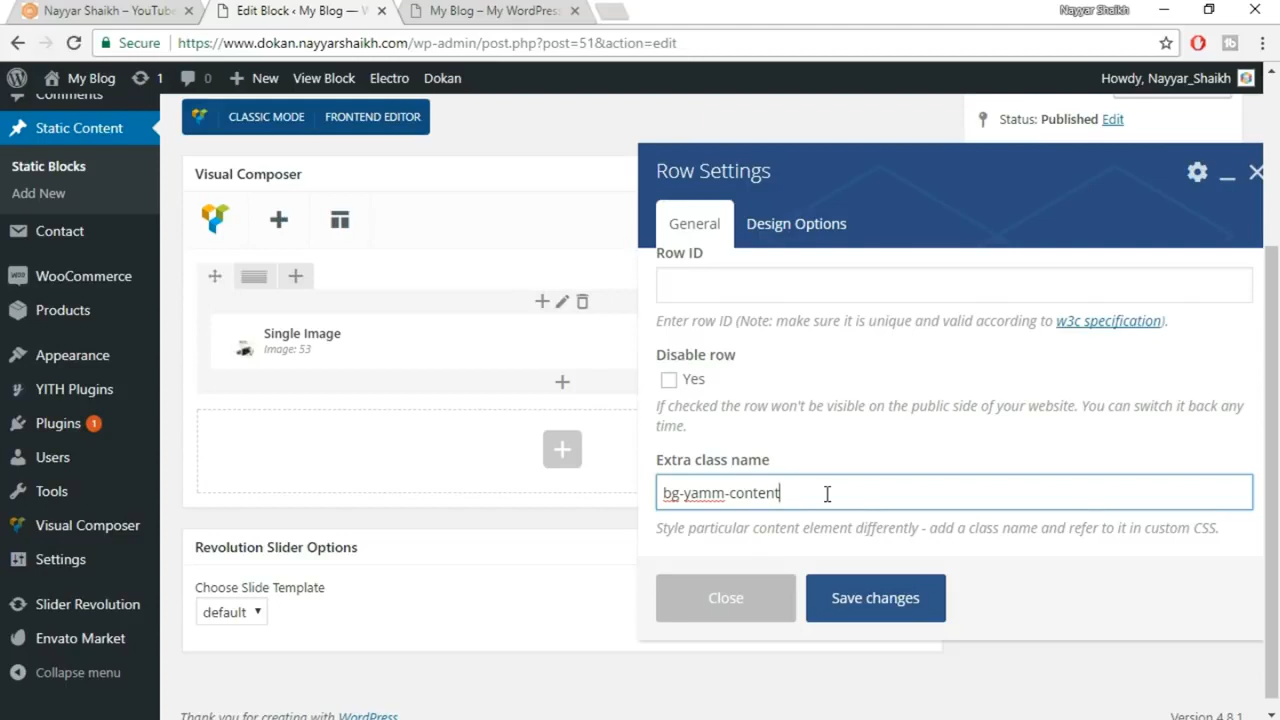 Nayyar Shaikh – YouTube
Edit Block ‹ My Blog — W
My Blog – My WordPress
Nayyar Shaikh
Secure
https://www.dokan.nayyarshaikh.com/wp-admin/post.php?post=51&action=edit
My Blog
1
0
New
View Block
Electro
Dokan
Howdy, Nayyar_Shaikh
Comments
Static Content
Static Blocks
Add New
Contact
WooCommerce
Products
Appearance
YITH Plugins
Plugins 1
Users
Tools
Visual Composer
Settings
Slider Revolution
Envato Market
Collapse menu
CLASSIC MODE
FRONTEND EDITOR
Status: Published Edit
Visual Composer
Single Image
Image: 53
Revolution Slider Options
Choose Slide Template
default
Row Settings
General
Design Options
Row ID
Enter row ID (Note: make sure it is unique and valid according to w3c specification).
Disable row
Yes
If checked the row won't be visible on the public side of your website. You can switch it back any
time.
Extra class name
bg-yamm-content
Style particular content element differently - add a class name and refer to it in custom CSS.
Close
Save changes
Thank you for creating with WordPress
Version 4.8.1